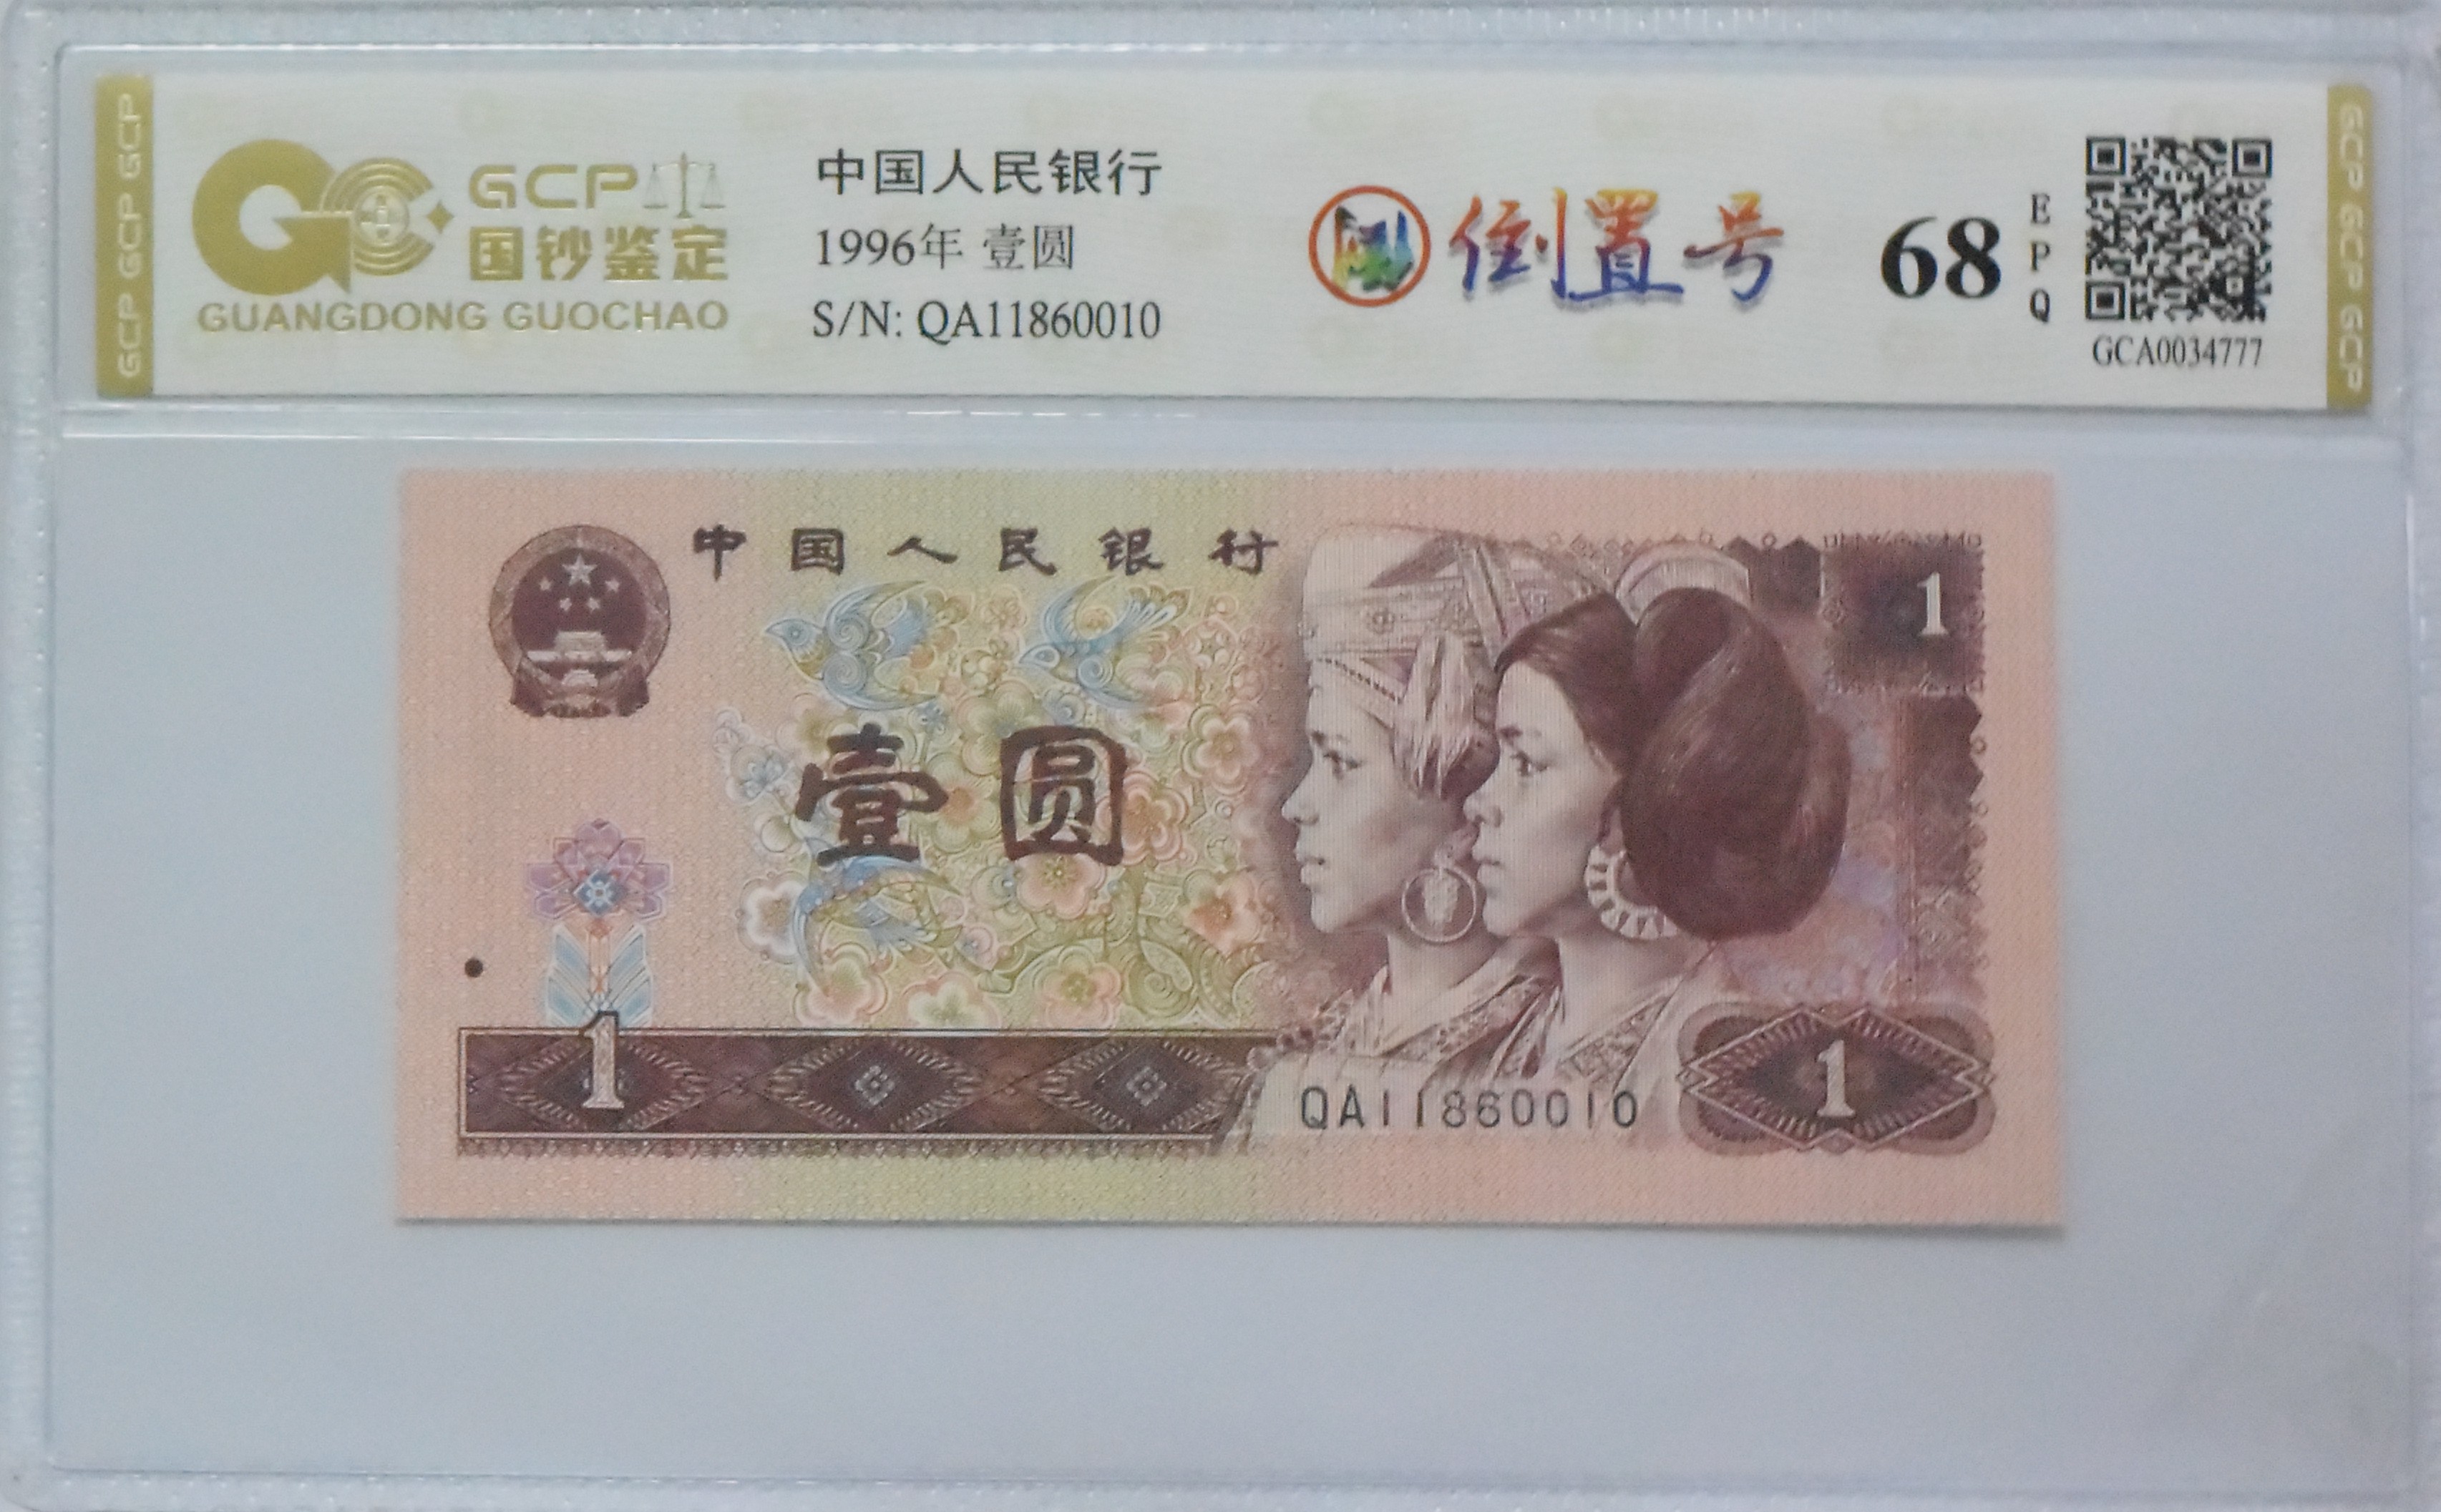 GCP GCP GCP
GCP
国钞鉴定
GUANGDONG GUOCHAO
中国人民银行
1996年 壹圆
S/N: QA11860010
倒置号
68
EPQ
GCA0034777
GCP GCP GCP
中国人民银行
1
壹圆
1
QA11860010
1